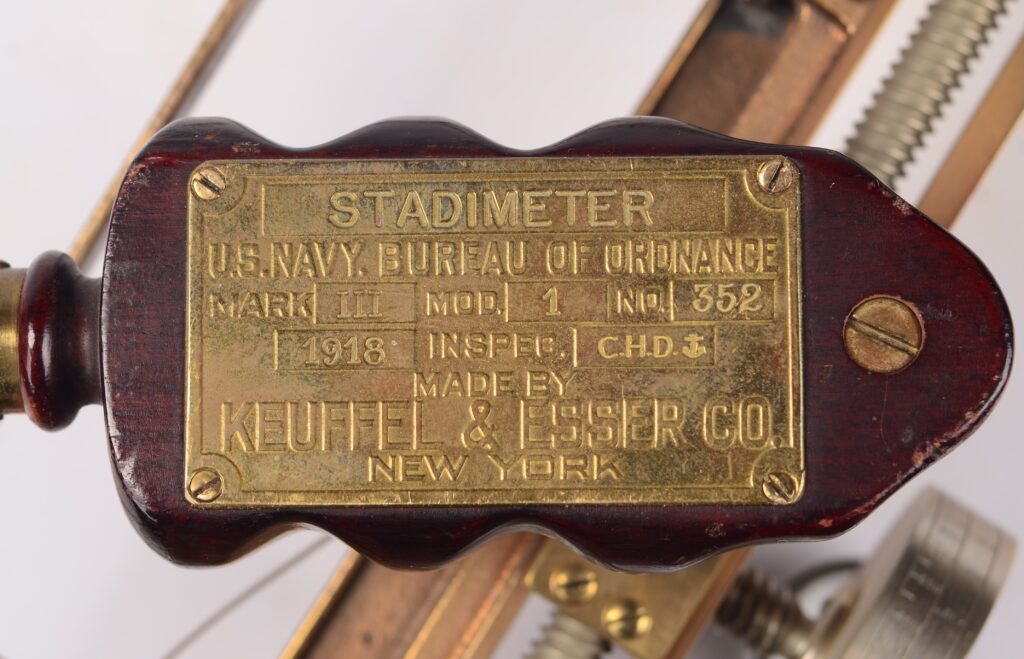 STADIMETER
U.S. NAVY. BUREAU OF ORDNANCE
MARK III MOD. 1 NO. 352
1918 INSPEC. C.H.D.⚓
MADE BY
KEUFFEL & ESSER CO.
NEW YORK